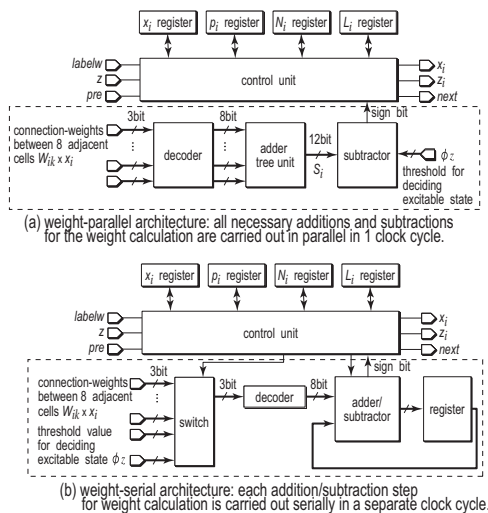 xi register pi register Ni register Li register
labelw
z
pre
control unit
xi
zi
next
sign bit
connection-weights
between 8 adjacent
cells Wik x xi
3bit
decoder
8bit
adder
tree unit
12bit
Si
subtractor
ϕz
threshold for
deciding
excitable state
(a) weight-parallel architecture: all necessary additions and subtractions
for the weight calculation are carried out in parallel in 1 clock cycle.
xi register pi register Ni register Li register
labelw
z
pre
control unit
xi
zi
next
sign bit
connection-weights
between 8 adjacent
cells Wik x xi
threshold value
for deciding
excitable state ϕz
3bit
switch
3bit
decoder
8bit
adder/
subtractor
register
(b) weight-serial architecture: each addition/subtraction step
for weight calculation is carried out serially in a separate clock cycle.